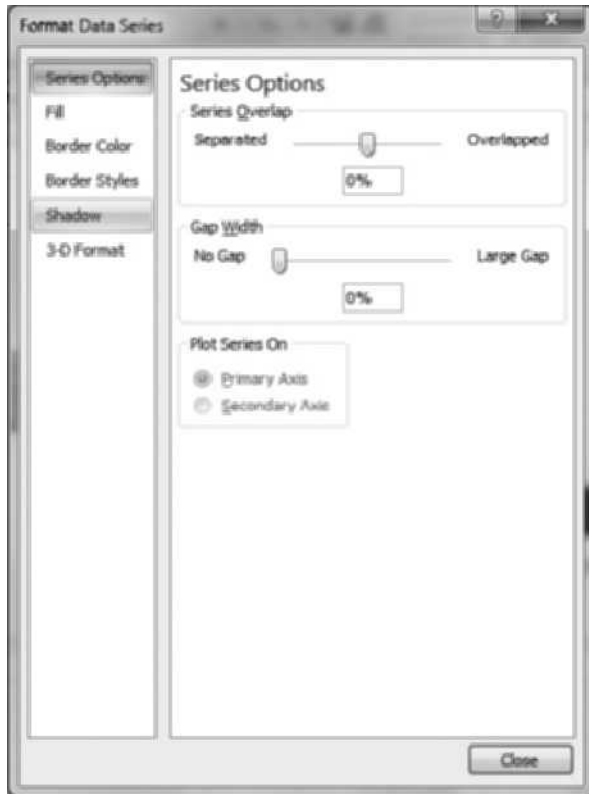 Format Data Series
Series Options
Fill
Border Color
Border Styles
Shadow
3-D Format
Series Options
Series Overlap
Separated Overlapped
0%
Gap Width
No Gap Large Gap
0%
Plot Series On
Primary Axis
Secondary Axis
Close